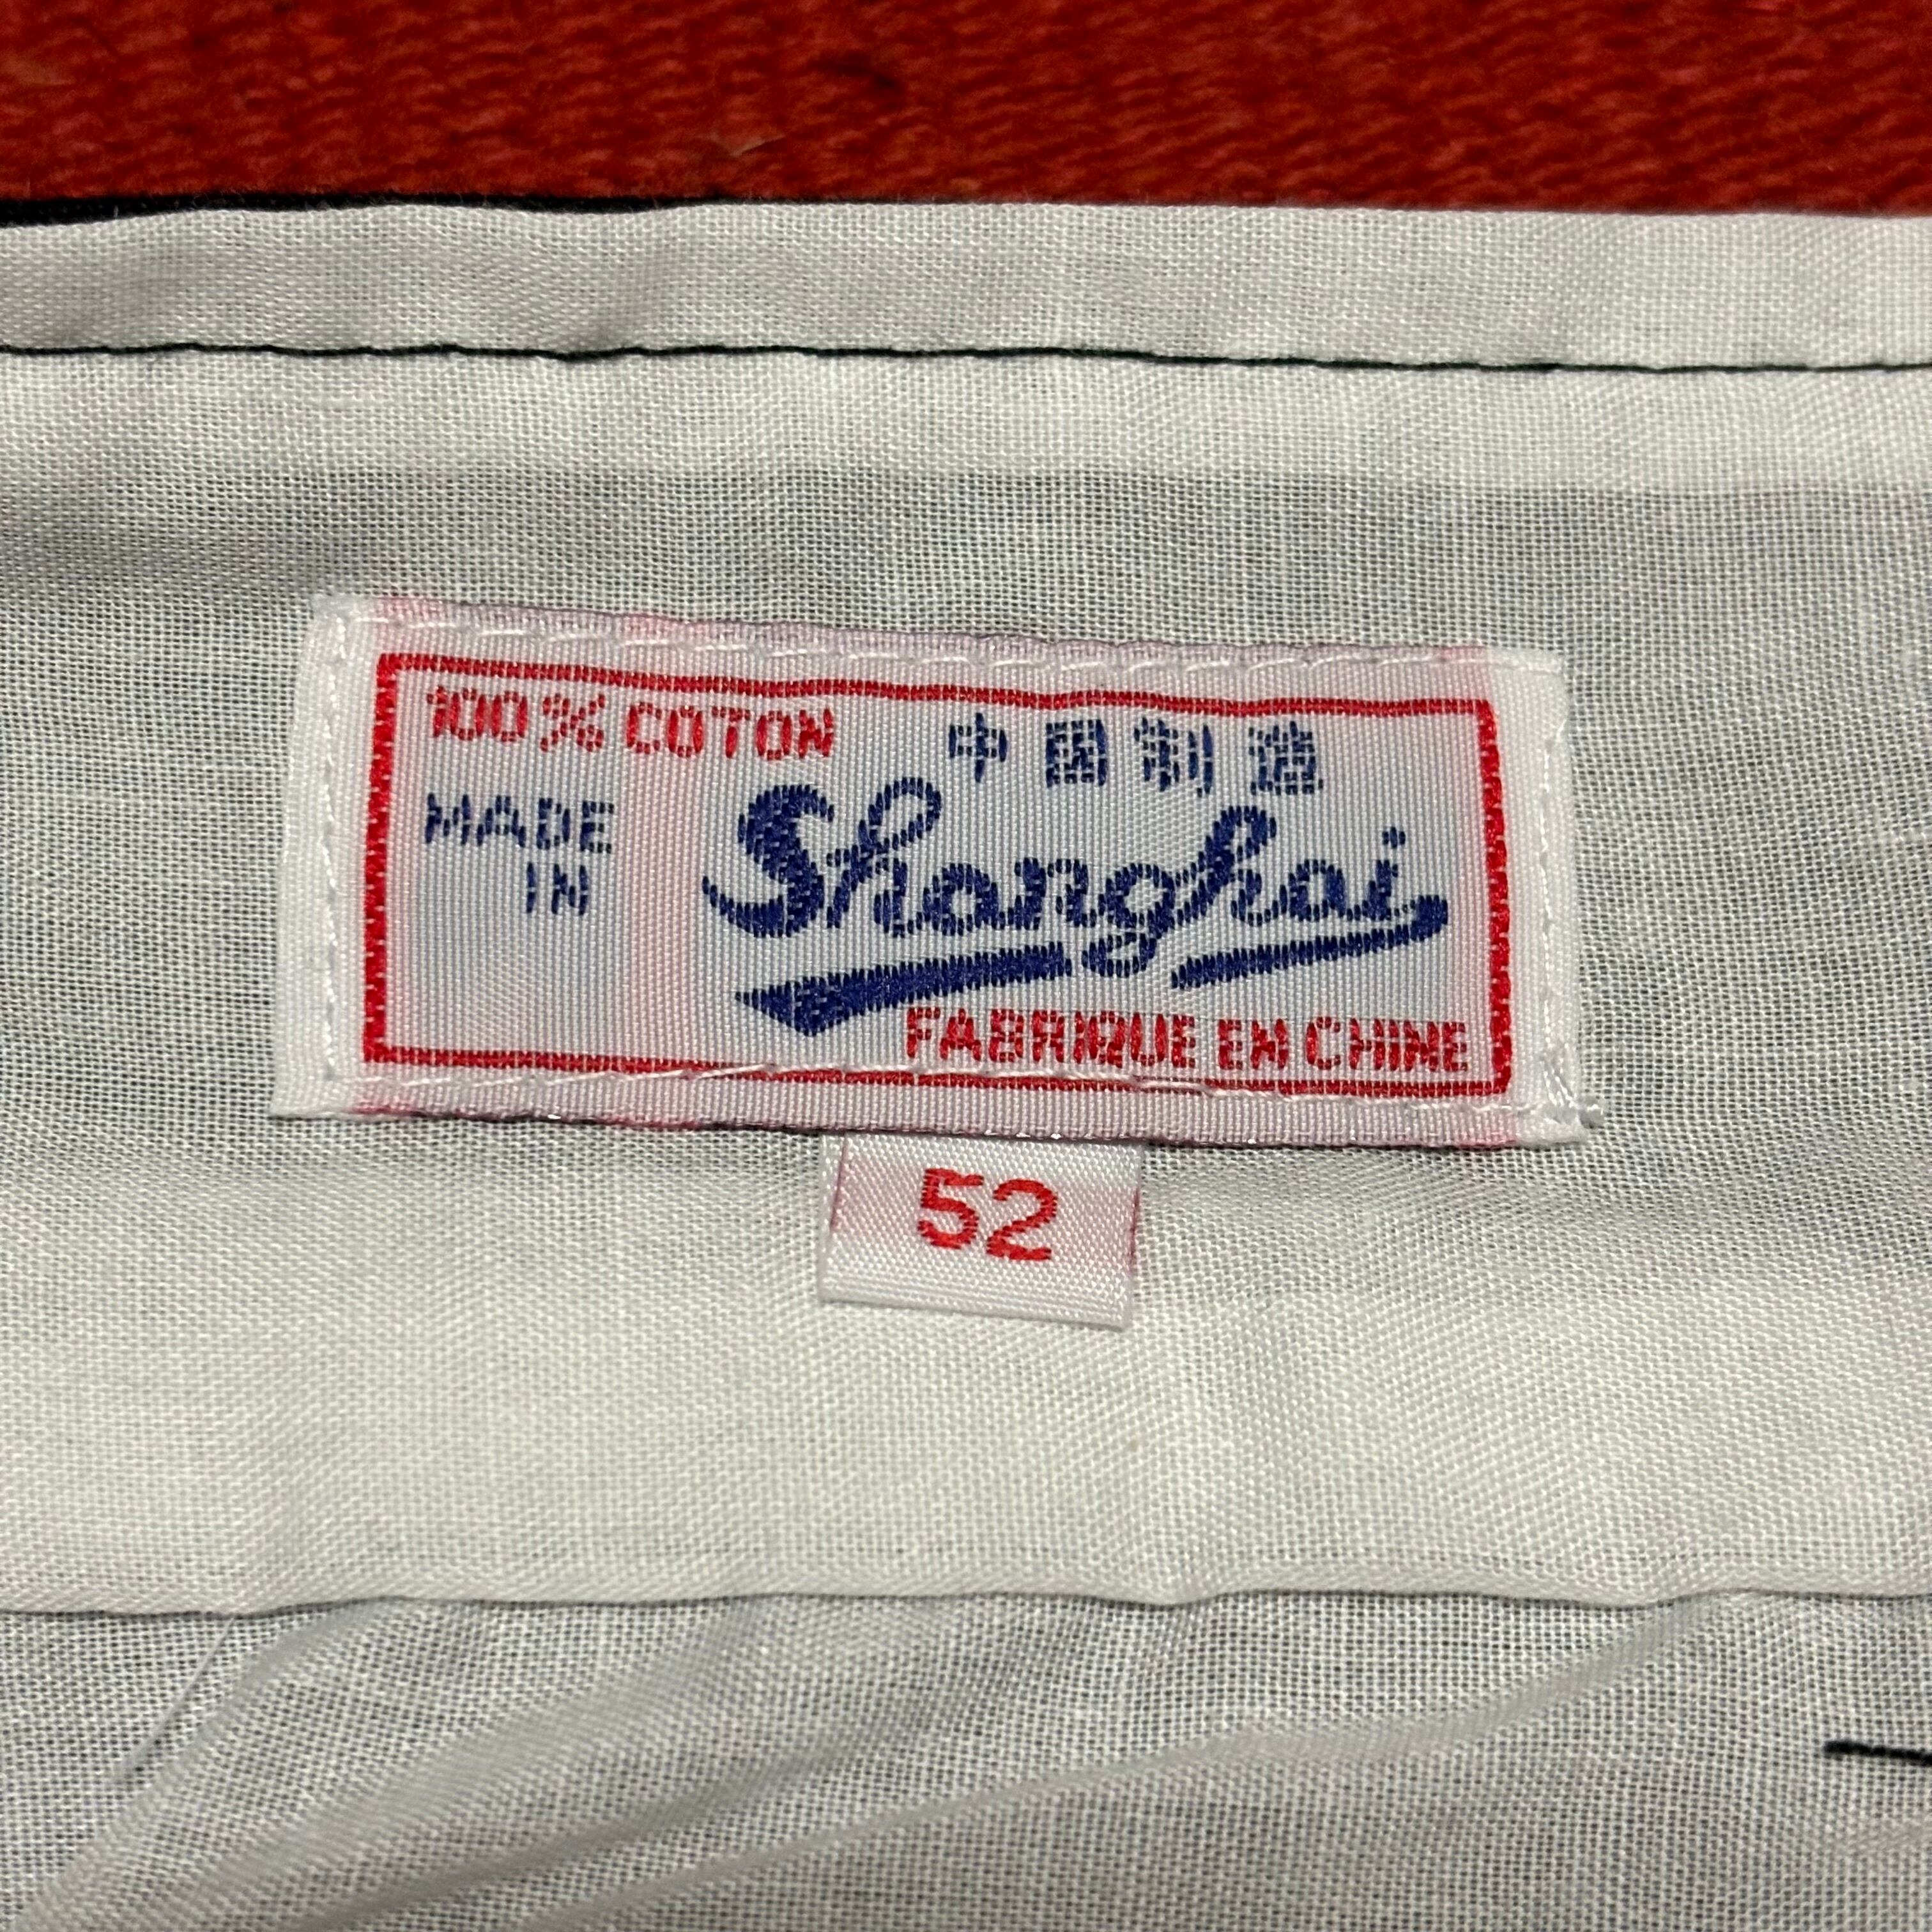 100% COTON
中国制造
MADE
IN
Shanghai
FABRIQUE EN CHINE
52